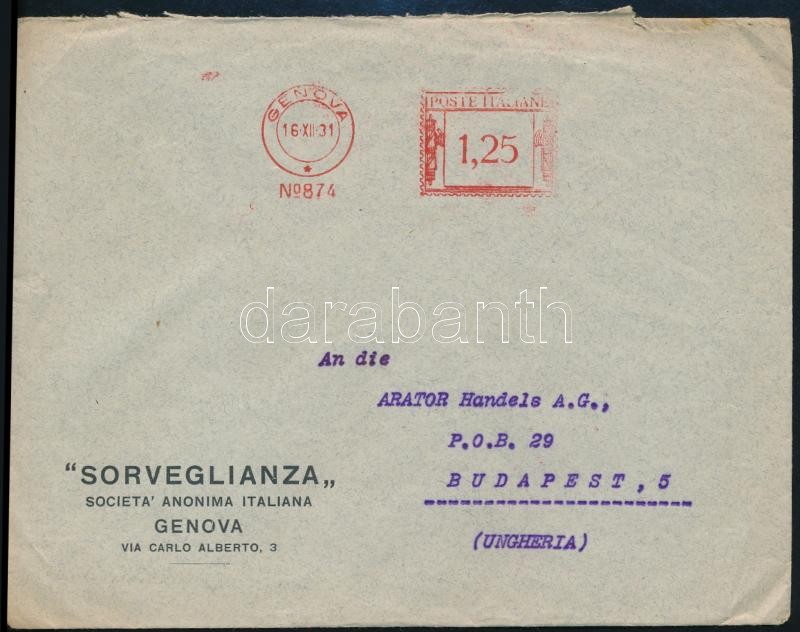 GENOVA
16·XII·31
Nº874
POSTE ITALIANE
1,25
darabanth
An die
ARATOR Handels A.G.,
P.O.B. 29
BUDAPEST,5
(UNGHERIA)
"SORVEGLIANZA„
SOCIETA' ANONIMA ITALIANA
GENOVA
VIA CARLO ALBERTO, 3